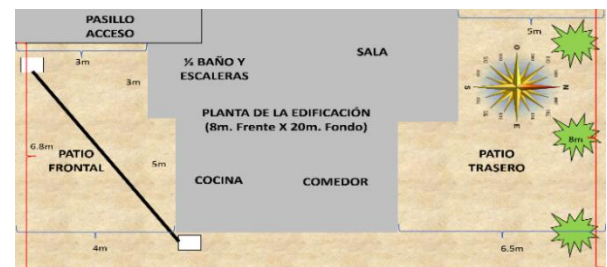 PASILLO
ACCESO
3m
½ BAÑO Y
ESCALERAS
SALA
5m
3m
O
N
S
E
PLANTA DE LA EDIFICACIÓN
(8m. Frente X 20m. Fondo)
8m
6.8m
PATIO
FRONTAL
5m
PATIO
TRASERO
COCINA
COMEDOR
4m
6.5m